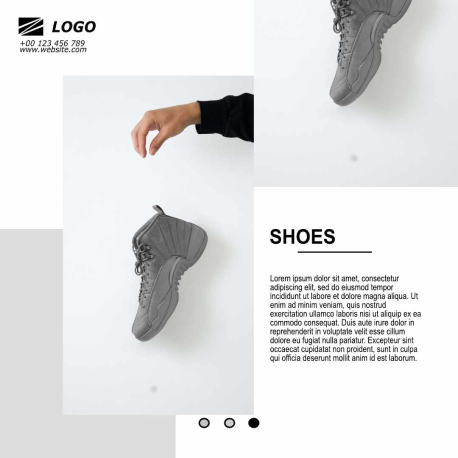 LOGO
+00 123 456 789
www.website.com
SHOES
Lorem ipsum dolor sit amet, consectetur
adipiscing elit, sed do eiusmod tempor
incididunt ut labore et dolore magna aliqua. Ut
enim ad minim veniam, quis nostrud
exercitation ullamco laboris nisi ut aliquip ex ea
commodo consequat. Duis aute irure dolor in
reprehenderit in voluptate velit esse cillum
dolore eu fugiat nulla pariatur. Excepteur sint
occaecat cupidatat non proident, sunt in culpa
qui officia deserunt mollit anim id est laborum.